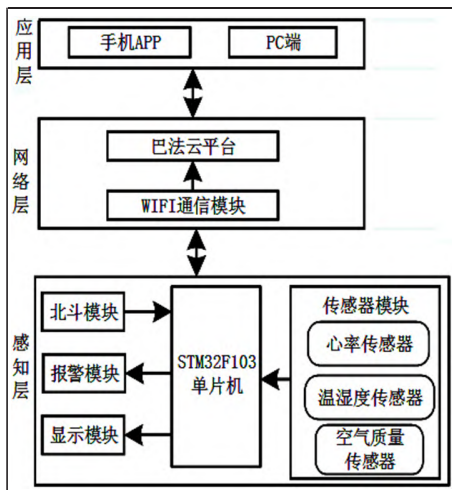 应用层
手机APP
PC端
网络层
巴法云平台
WIFI通信模块
感知层
北斗模块
报警模块
显示模块
STM32F103
单片机
传感器模块
心率传感器
温湿度传感器
空气质量
传感器